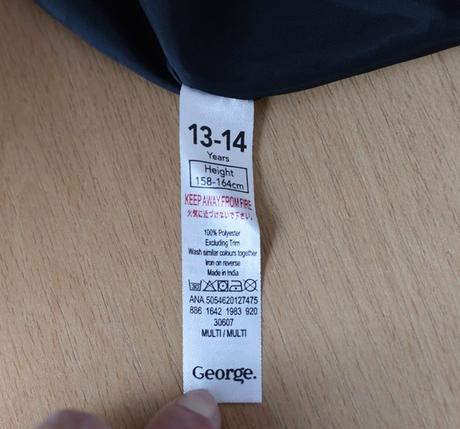 13-14
Years
Height
158-164cm
KEEP AWAY FROM FIRE
火気に近づけないで下さい。
100% Polyester
Excluding Trim
Wash similar colours together
Iron on reverse
Made in India
ANA 5054620127475
886 1642 1983 920
30607
MULTI / MULTI
George.